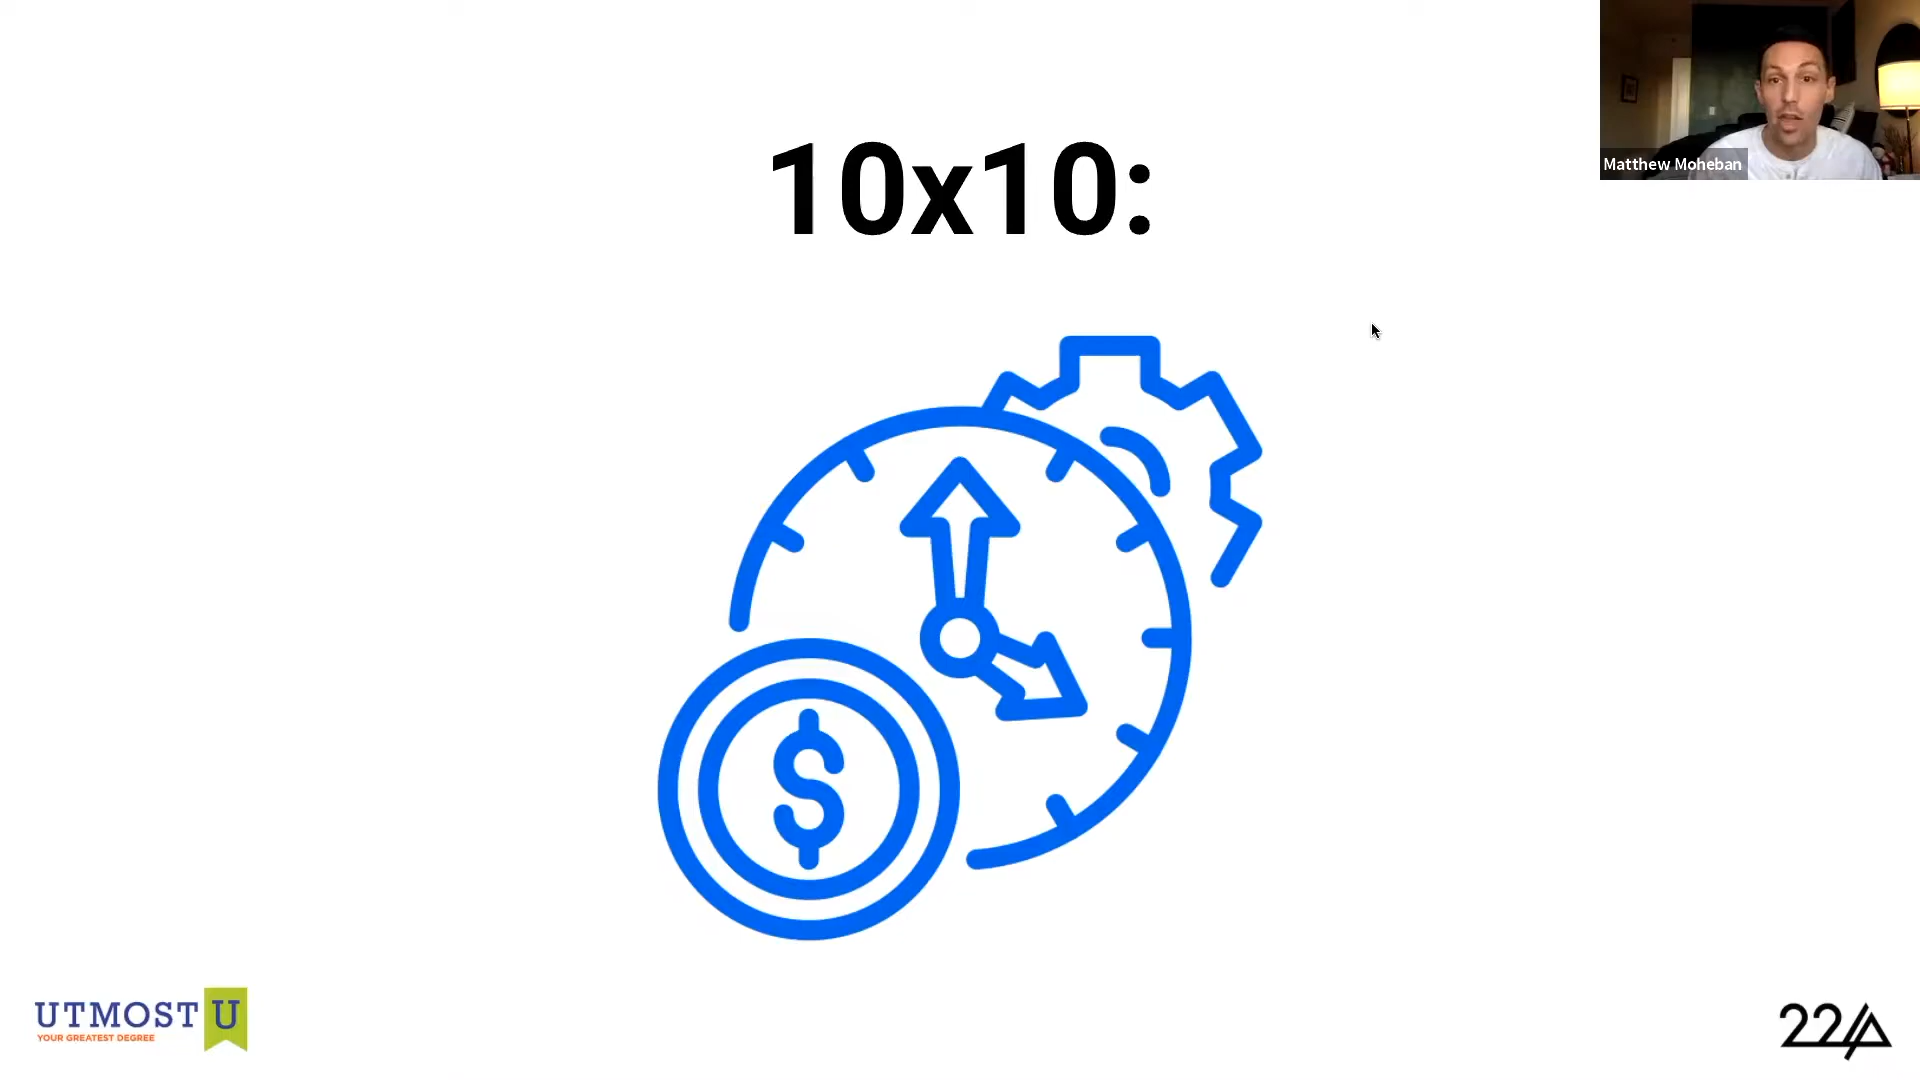 Matthew Moheban
10x10:
$
UTMOST U
YOUR GREATEST DEGREE
22